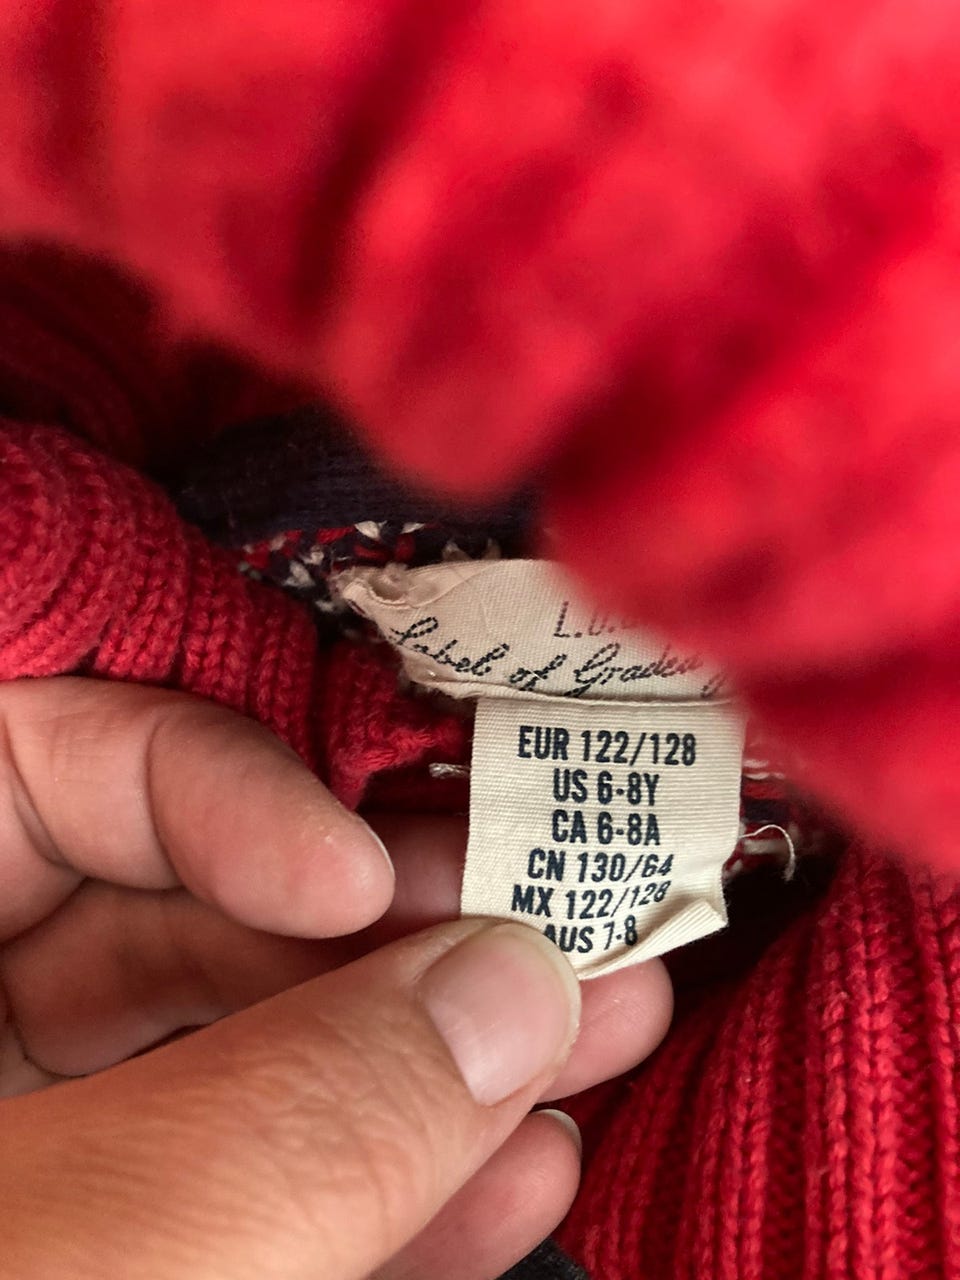 Label of Graded
EUR 122/128
US 6-8Y
CA 6-8A
CN 130/64
MX 122/128
AUS 7-8